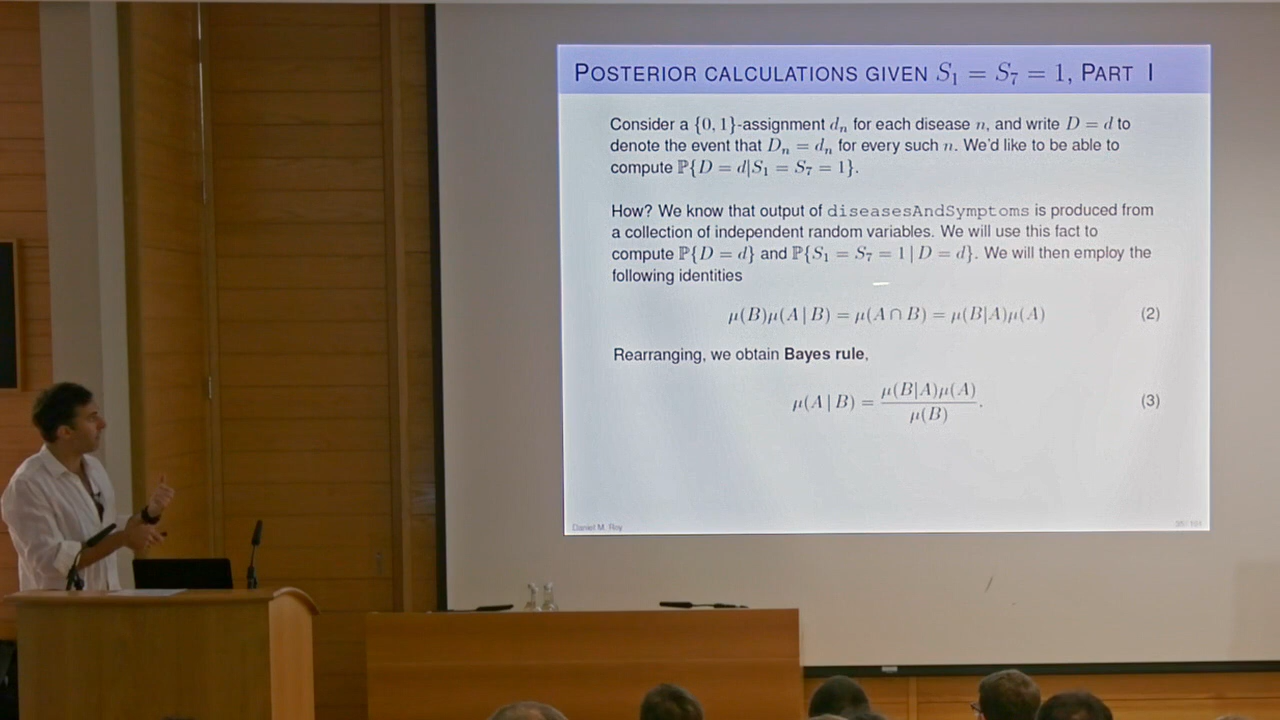 POSTERIOR CALCULATIONS GIVEN S₁ = S₇ = 1, PART I
Consider a {0, 1}-assignment dₙ for each disease n, and write D = d to
denote the event that Dₙ = dₙ for every such n. We'd like to be able to
compute ℙ{D = d|S₁ = S₇ = 1}.
How? We know that output of diseasesAndSymptoms is produced from
a collection of independent random variables. We will use this fact to
compute ℙ{D = d} and ℙ{S₁ = S₇ = 1 | D = d}. We will then employ the
following identities
μ(B)μ(A | B) = μ(A ∩ B) = μ(B|A)μ(A) (2)
Rearranging, we obtain Bayes rule,
μ(A | B) = μ(B|A)μ(A) / μ(B). (3)
Daniel M. Roy